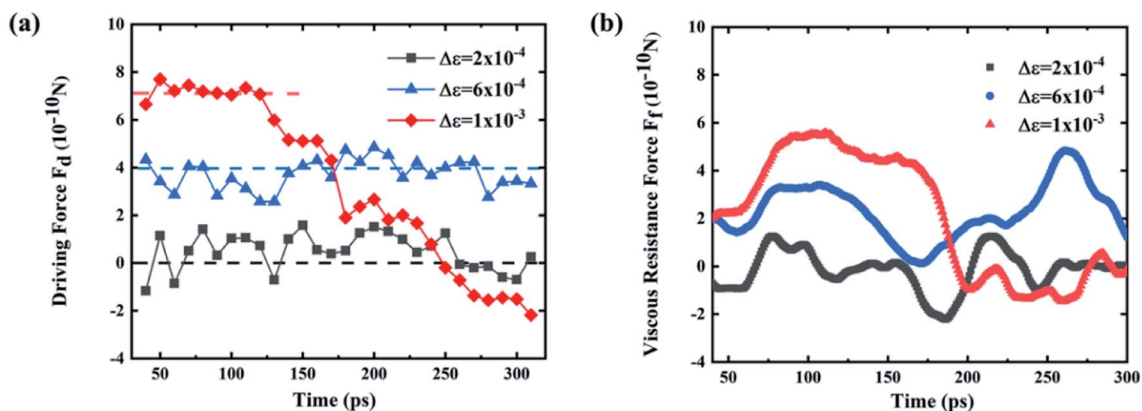 (a)
10
8
6
4
2
0
-2
-4
Driving Force F_d (10⁻¹⁰N)
Δε=2x10⁻⁴
Δε=6x10⁻⁴
Δε=1x10⁻³
50 100 150 200 250 300
Time (ps)
(b)
10
8
6
4
2
0
-2
-4
Viscous Resistance Force F_f (10⁻¹⁰N)
Δε=2x10⁻⁴
Δε=6x10⁻⁴
Δε=1x10⁻³
50 100 150 200 250 300
Time (ps)